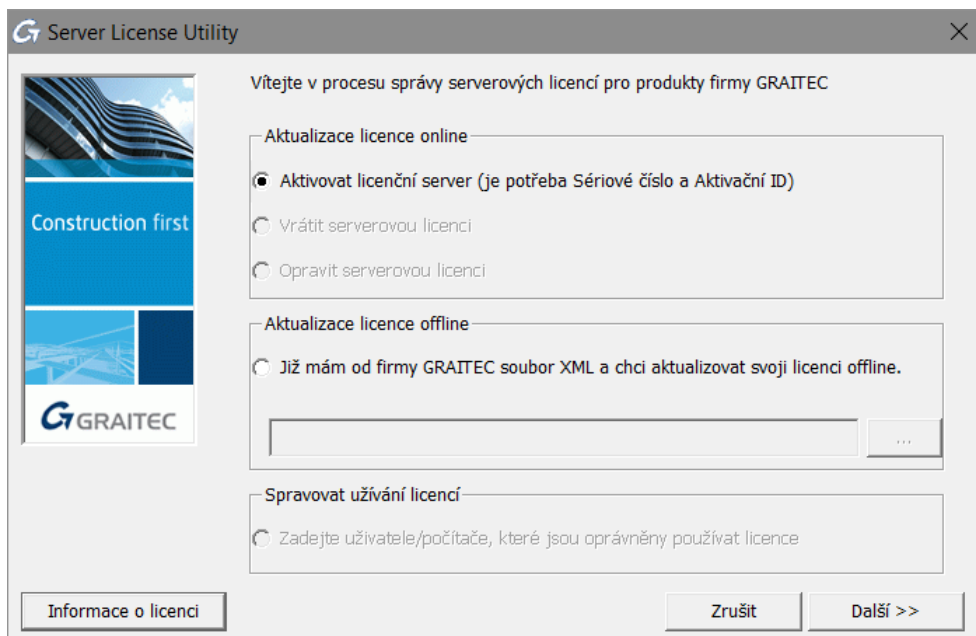 Server License Utility
Vítejte v procesu správy serverových licencí pro produkty firmy GRAITEC
Aktualizace licence online
Aktivovat licenční server (je potřeba Sériové číslo a Aktivační ID)
Construction first
Vrátit serverovou licenci
Opravit serverovou licenci
Aktualizace licence offline
Již mám od firmy GRAITEC soubor XML a chci aktualizovat svoji licenci offline.
GRAITEC
...
Spravovat užívání licencí
Zadejte uživatele/počítače, které jsou oprávněny používat licence
Informace o licenci
Zrušit
Další >>